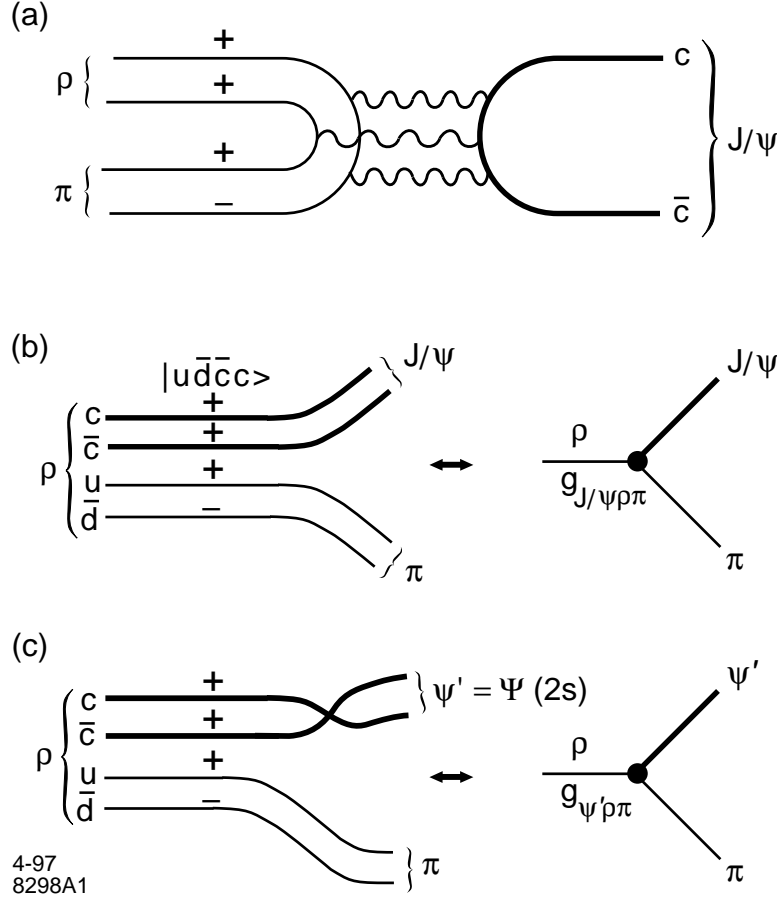 (a)
+
ρ { + c
+ } J/ψ
π { − c̅
(b)
|ud̅c̅c> J/ψ J/ψ
c +
ρ { c̅ + ρ
u + g_J/ψρπ
d̅ −
π π
(c)
c + } ψ' = Ψ (2s) ψ′
ρ { c̅ +
u + ρ
d̅ − g_ψ′ρπ
π π
4-97
8298A1